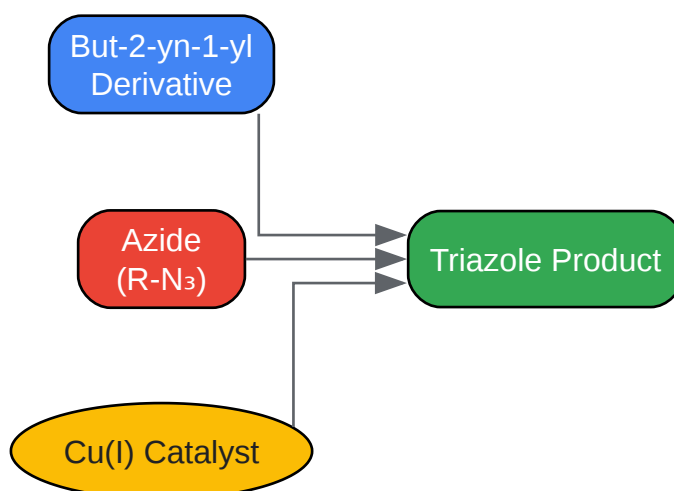 But-2-yn-1-yl
Derivative
Azide
(R-N₃)
Triazole Product
Cu(I) Catalyst